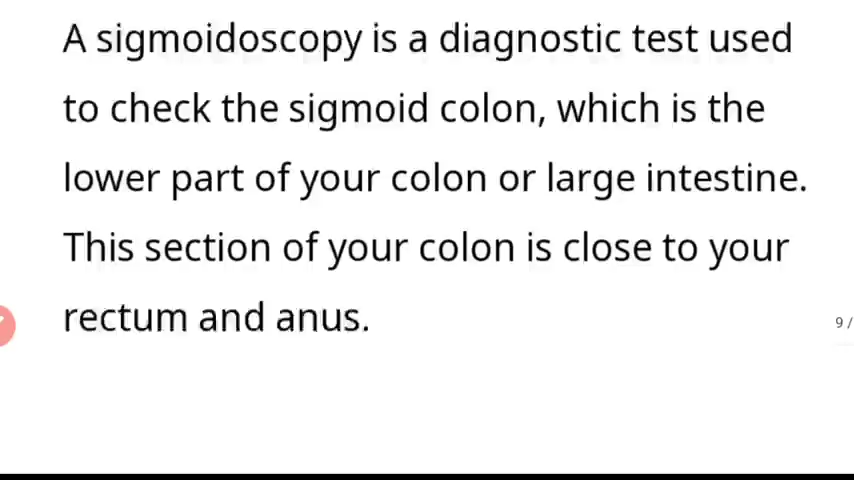 A sigmoidoscopy is a diagnostic test used
to check the sigmoid colon, which is the
lower part of your colon or large intestine.
This section of your colon is close to your
rectum and anus.
9 /